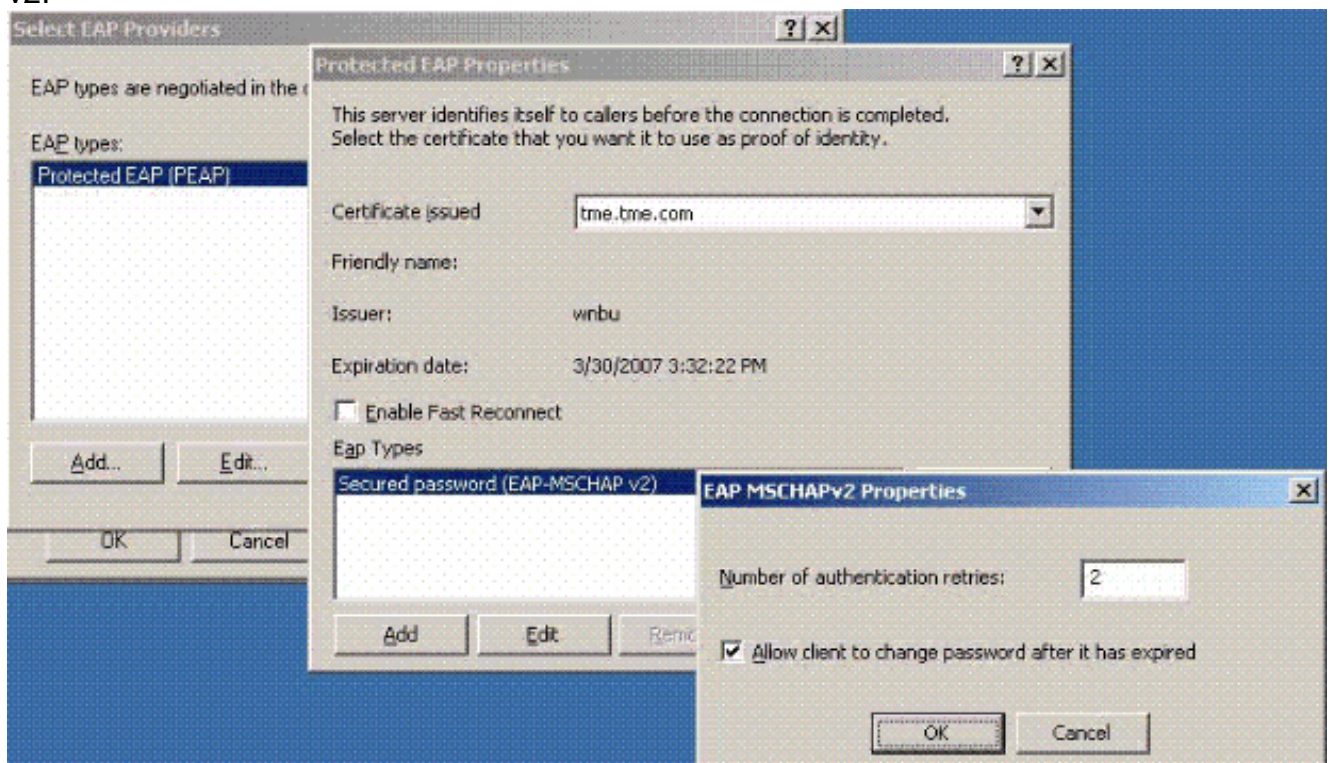 v2.
Select EAP Providers
EAP types are negotiated in the
EAP types:
Protected EAP (PEAP)
Add...
Edit...
OK
Cancel
Protected EAP Properties
This server identifies itself to callers before the connection is completed.
Select the certificate that you want it to use as proof of identity.
Certificate issued
tme.tme.com
Friendly name:
Issuer:
wnbu
Expiration date:
3/30/2007 3:32:22 PM
Enable Fast Reconnect
Eap Types
Secured password (EAP-MSCHAP v2)
Add
Edit
EAP MSCHAPv2 Properties
Number of authentication retries:
2
Allow client to change password after it has expired
OK
Cancel